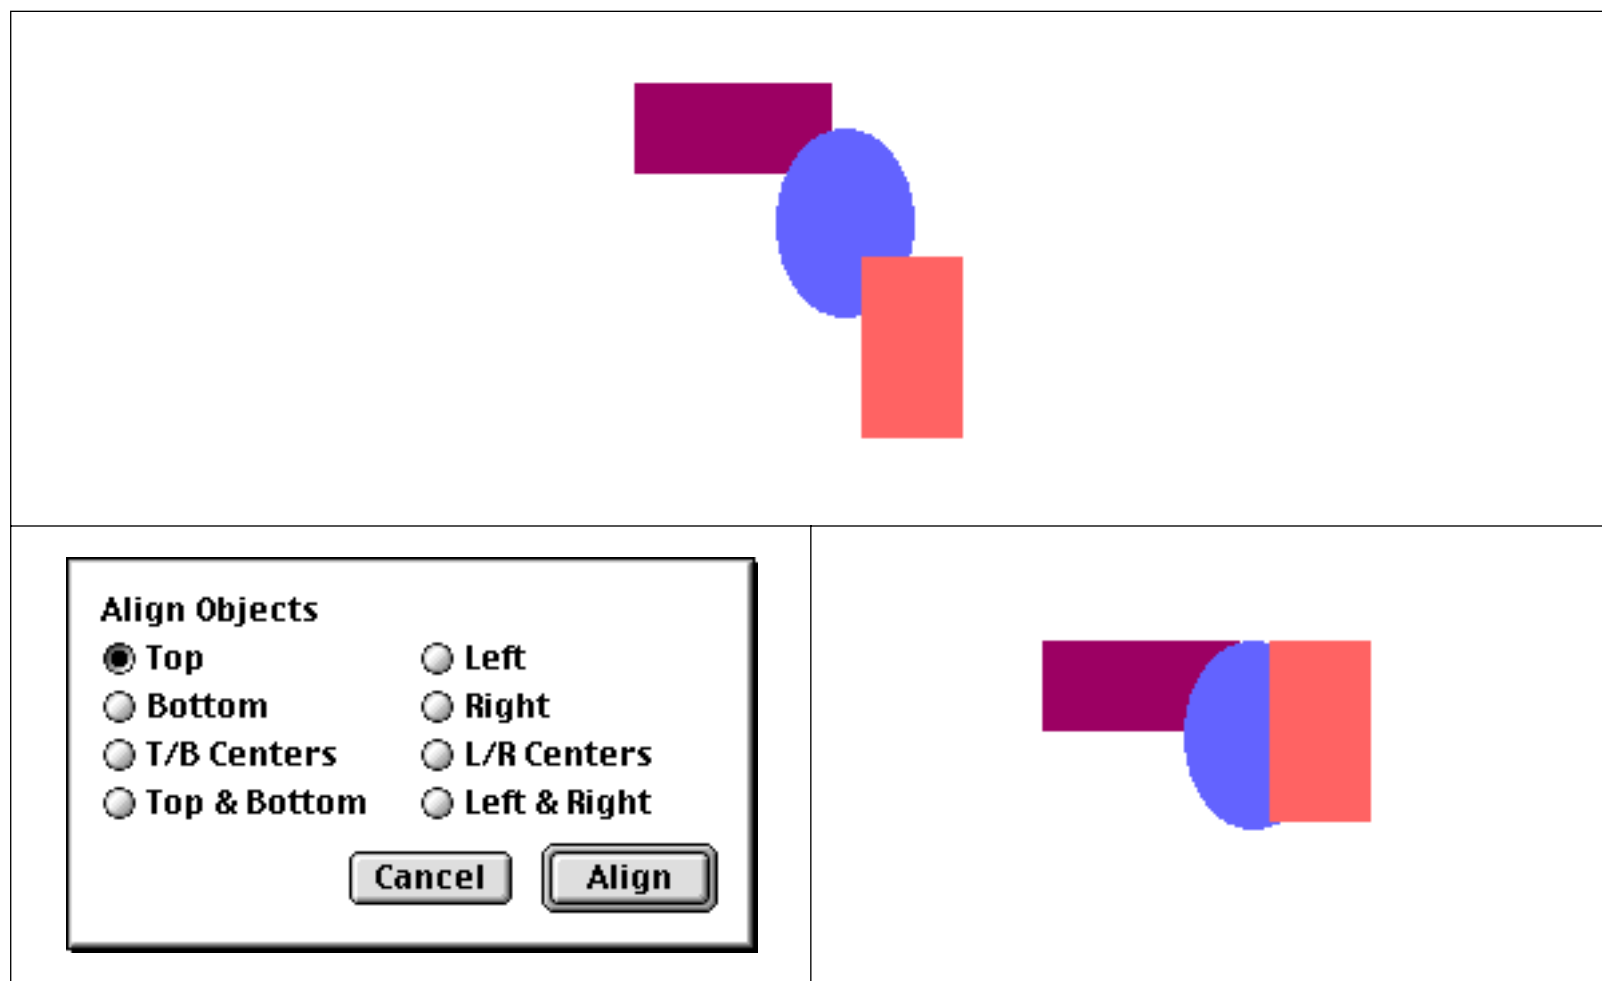 Align Objects
Top Left
Bottom Right
T/B Centers L/R Centers
Top & Bottom Left & Right
Cancel Align